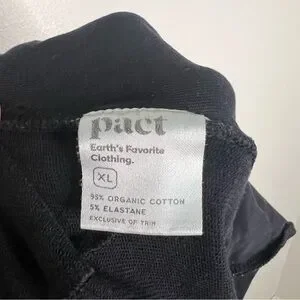 pact
Earth's Favorite
Clothing.
XL
95% ORGANIC COTTON
5% ELASTANE
EXCLUSIVE OF TRIM